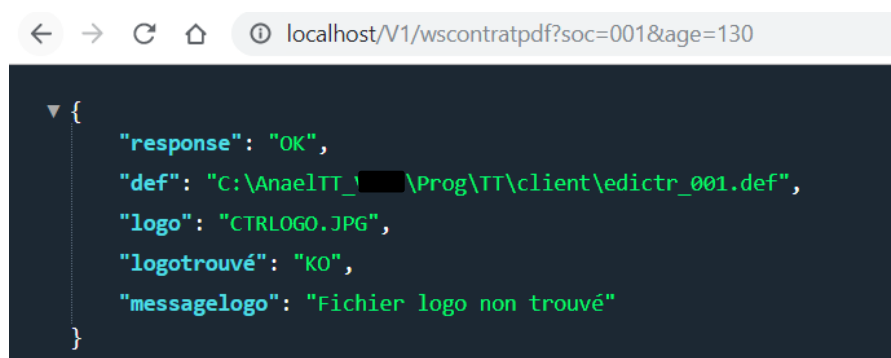 localhost/V1/wscontratpdf?soc=001&age=130
{
"response": "OK",
"def": "C:\AnaelTT_\Prog\TT\client\edictr_001.def",
"logo": "CTRLOGO.JPG",
"logotrouvé": "KO",
"messagelogo": "Fichier logo non trouvé"
}